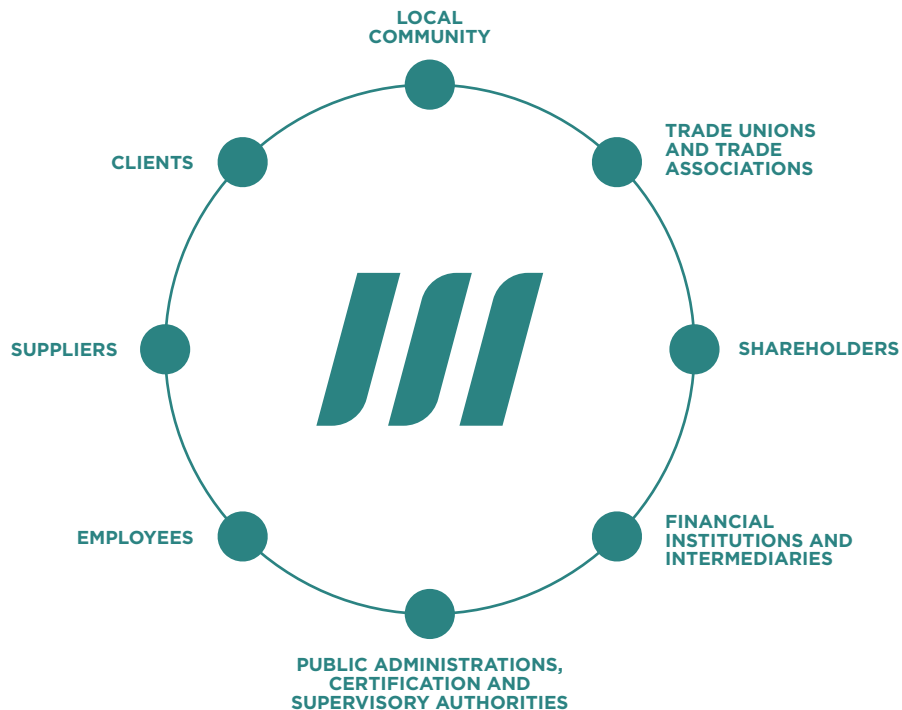 LOCAL
COMMUNITY
TRADE UNIONS
AND TRADE
ASSOCIATIONS
CLIENTS
SUPPLIERS
SHAREHOLDERS
EMPLOYEES
FINANCIAL
INSTITUTIONS AND
INTERMEDIARIES
PUBLIC ADMINISTRATIONS,
CERTIFICATION AND
SUPERVISORY AUTHORITIES